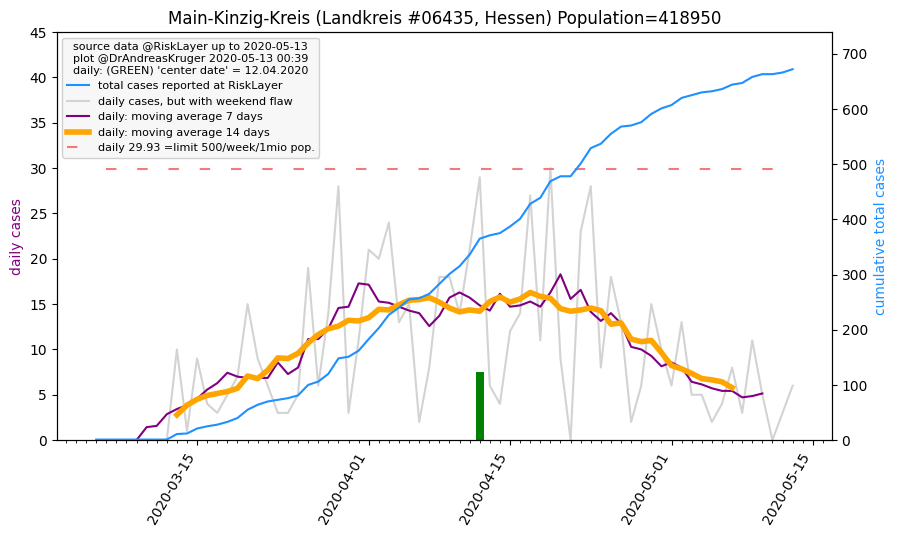 Main-Kinzig-Kreis (Landkreis #06435, Hessen) Population=418950
source data @RiskLayer up to 2020-05-13
plot @DrAndreasKruger 2020-05-13 00:39
daily: (GREEN) 'center date' = 12.04.2020
total cases reported at RiskLayer
daily cases, but with weekend flaw
daily: moving average 7 days
daily: moving average 14 days
daily 29.93 =limit 500/week/1mio pop.
daily cases
45
40
35
30
25
20
15
10
5
0
cumulative total cases
700
600
500
400
300
200
100
0
2020-03-15
2020-04-01
2020-04-15
2020-05-01
2020-05-15